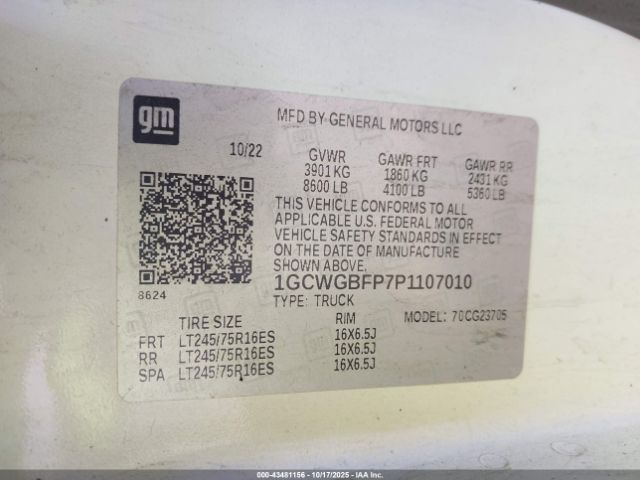 gm
MFD BY GENERAL MOTORS LLC
10/22 GVWR GAWR FRT GAWR RR
3901 KG 1860 KG 2431 KG
8600 LB 4100 LB 5360 LB
THIS VEHICLE CONFORMS TO ALL
APPLICABLE U.S. FEDERAL MOTOR
VEHICLE SAFETY STANDARDS IN EFFECT
ON THE DATE OF MANUFACTURE
SHOWN ABOVE.
8624
1GCWGBFP7P1107010
TYPE: TRUCK
MODEL: 70CG23705
TIRE SIZE RIM
FRT LT245/75R16ES 16X6.5J
RR LT245/75R16ES 16X6.5J
SPA LT245/75R16ES 16X6.5J
000-43481156 - 10/17/2025 - IAAI.COM